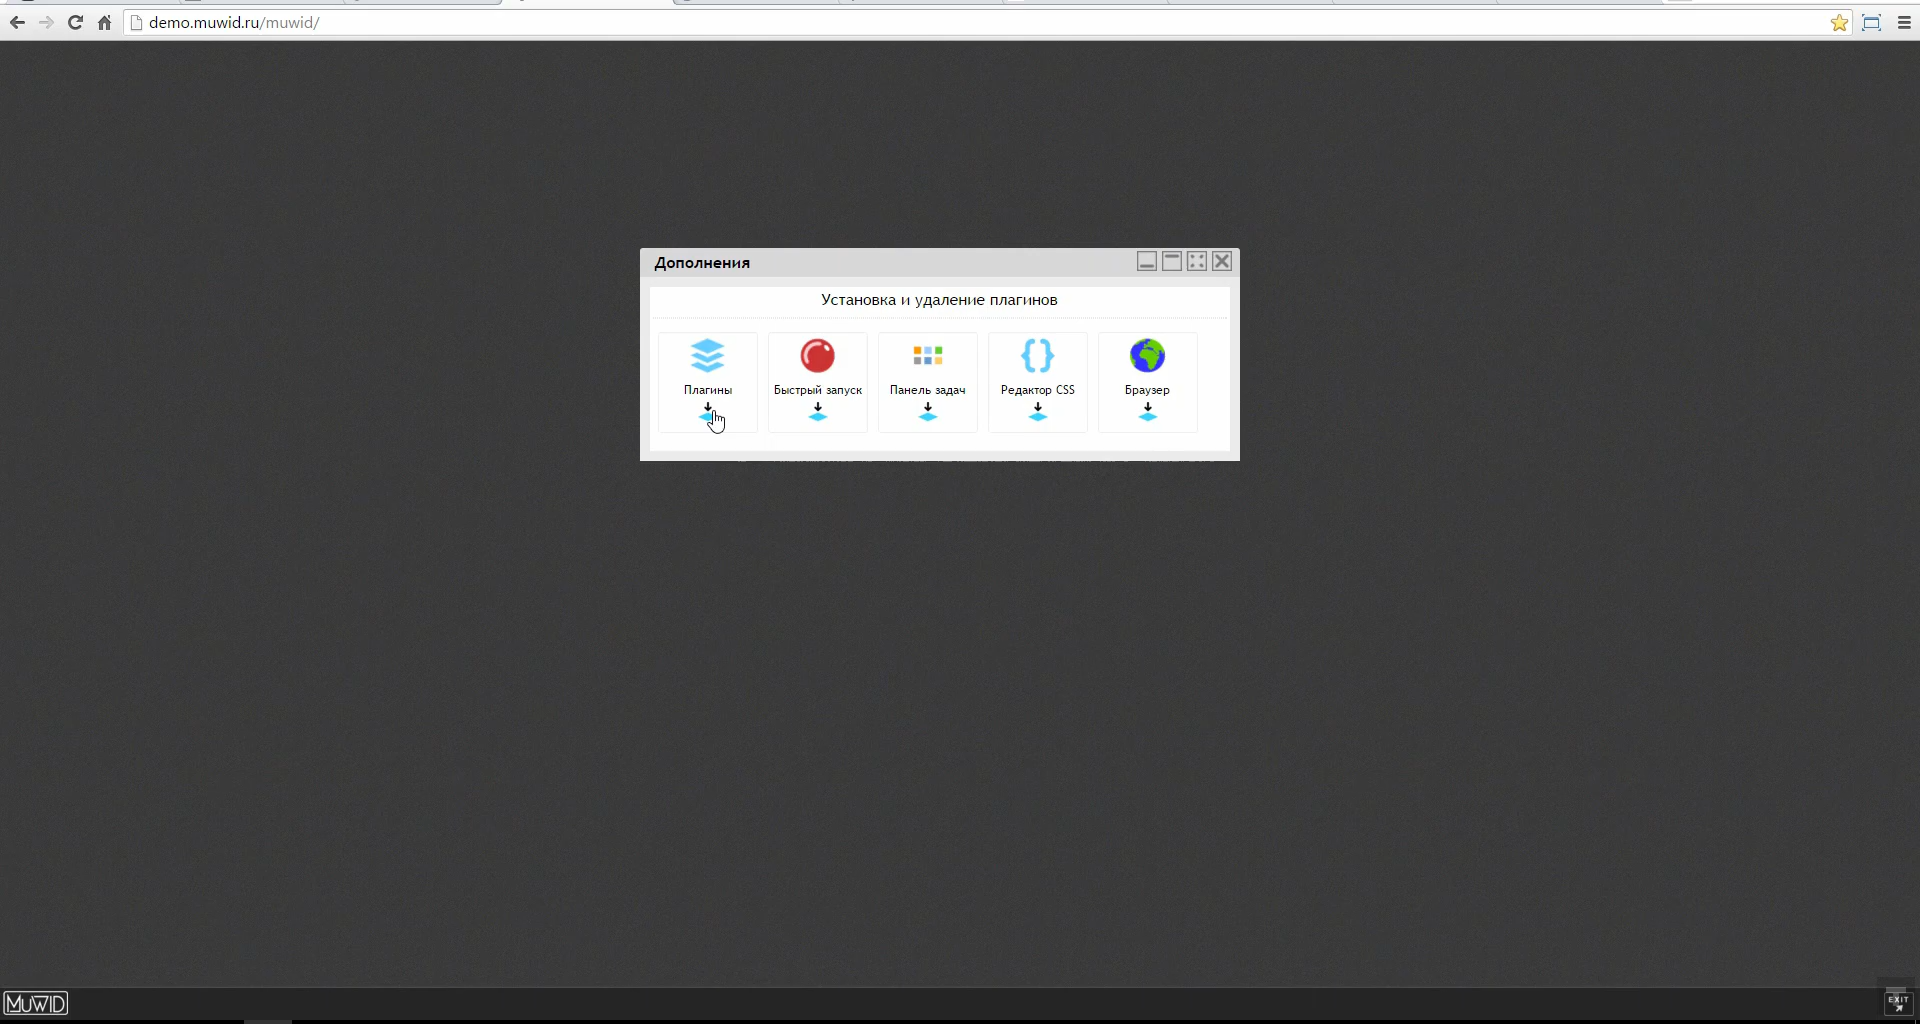 demo.muwid.ru/muwid/
Дополнения
Установка и удаление плагинов
Плагины
Быстрый запуск
Панель задач
Редактор CSS
Браузер
MUWID
EXIT